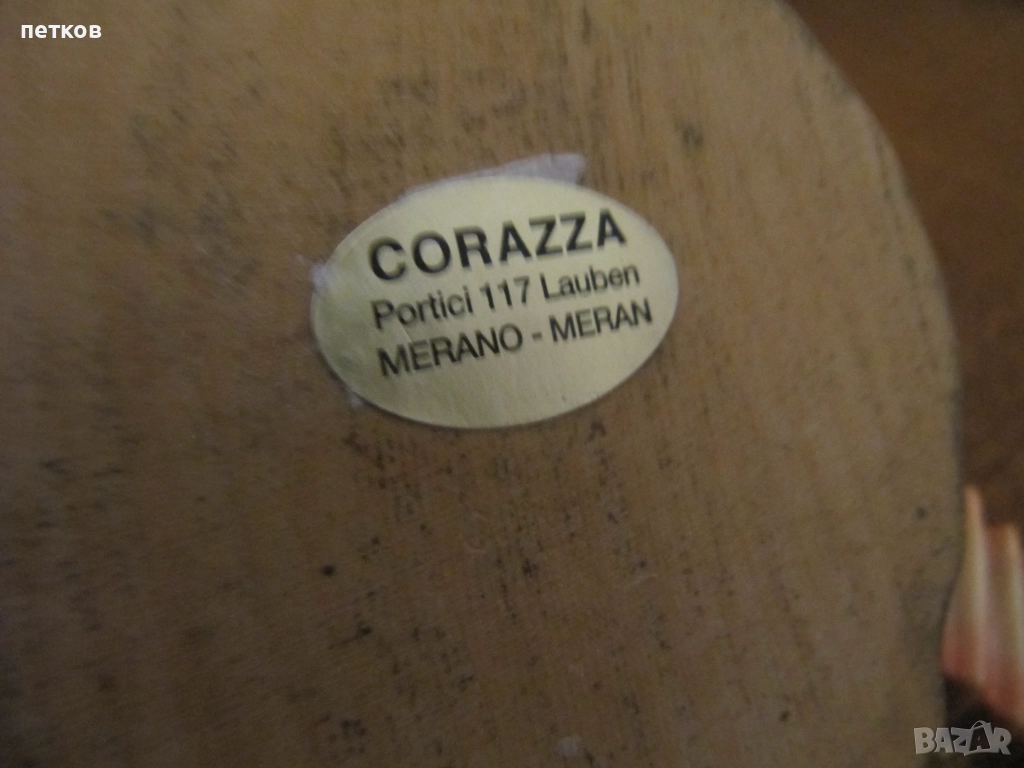 петков
CORAZZA
Portici 117 Lauben
MERANO - MERAN
BAZAR